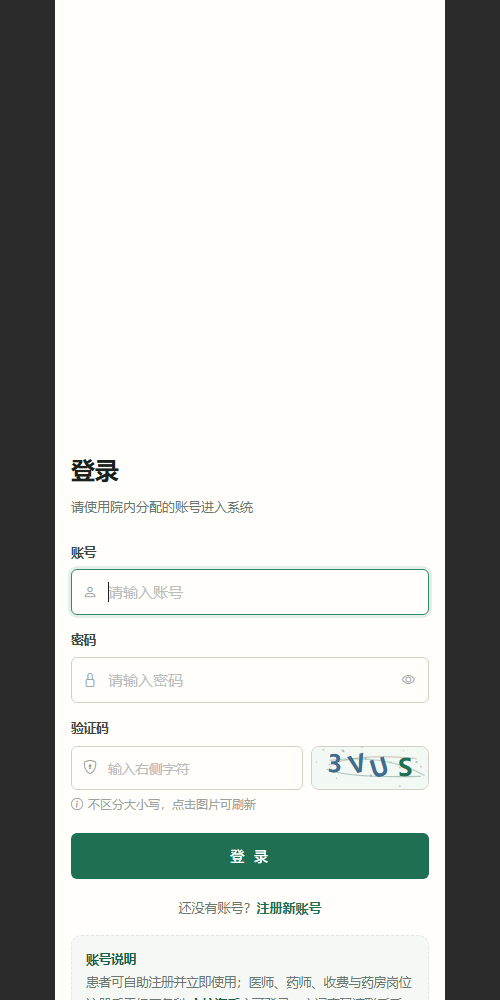 登录
请使用院内分配的账号进入系统
账号
请输入账号
密码
请输入密码
验证码
输入右侧字符
3VUS
不区分大小写，点击图片可刷新
登 录
还没有账号？注册新账号
账号说明
患者可自助注册并立即使用；医师、药师、收费与药房岗位